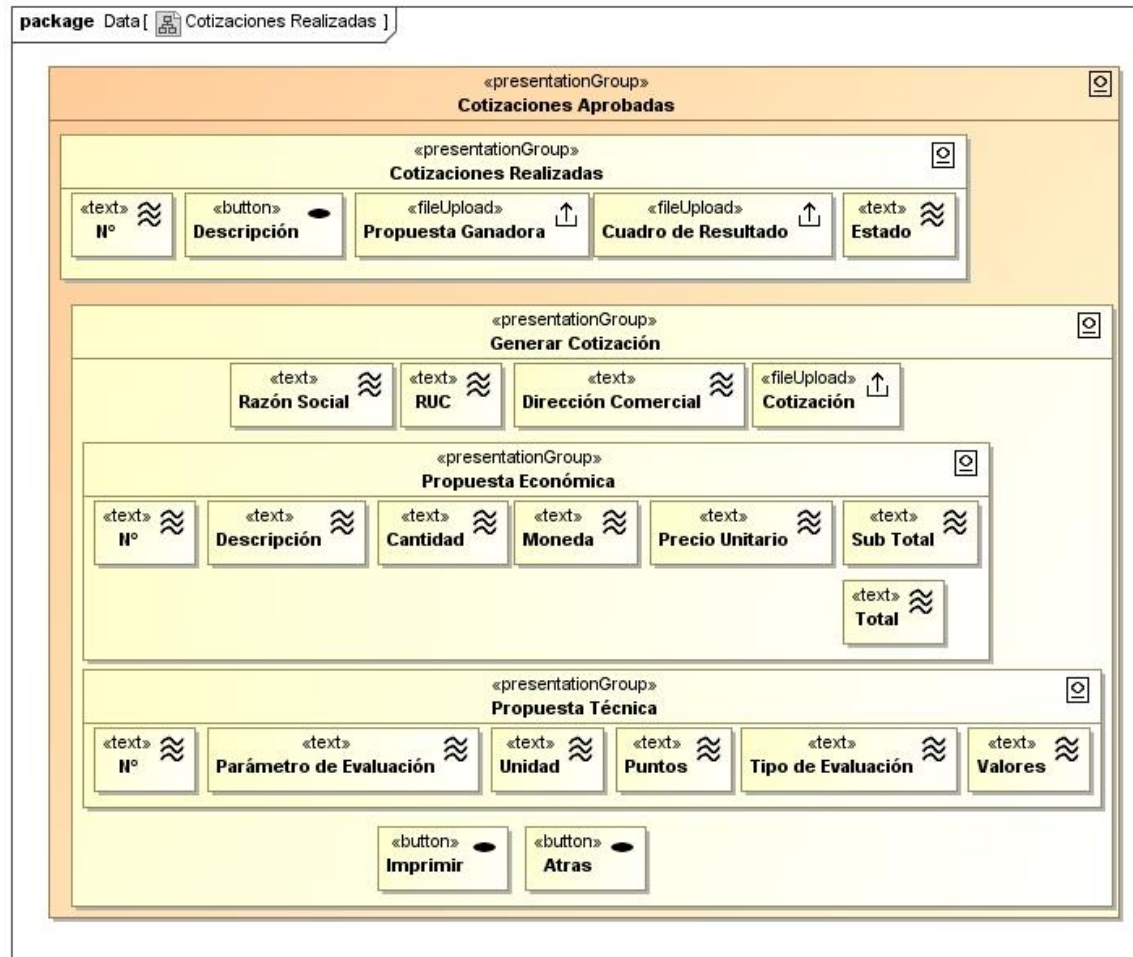 package Data [ Cotizaciones Realizadas ]
«presentationGroup»
Cotizaciones Aprobadas
«presentationGroup»
Cotizaciones Realizadas
«text»
N°
«button»
Descripción
«fileUpload»
Propuesta Ganadora
«fileUpload»
Cuadro de Resultado
«text»
Estado
«presentationGroup»
Generar Cotización
«text»
Razón Social
«text»
RUC
«text»
Dirección Comercial
«fileUpload»
Cotización
«presentationGroup»
Propuesta Económica
«text»
N°
«text»
Descripción
«text»
Cantidad
«text»
Moneda
«text»
Precio Unitario
«text»
Sub Total
«text»
Total
«presentationGroup»
Propuesta Técnica
«text»
N°
«text»
Parámetro de Evaluación
«text»
Unidad
«text»
Puntos
«text»
Tipo de Evaluación
«text»
Valores
«button»
Imprimir
«button»
Atras